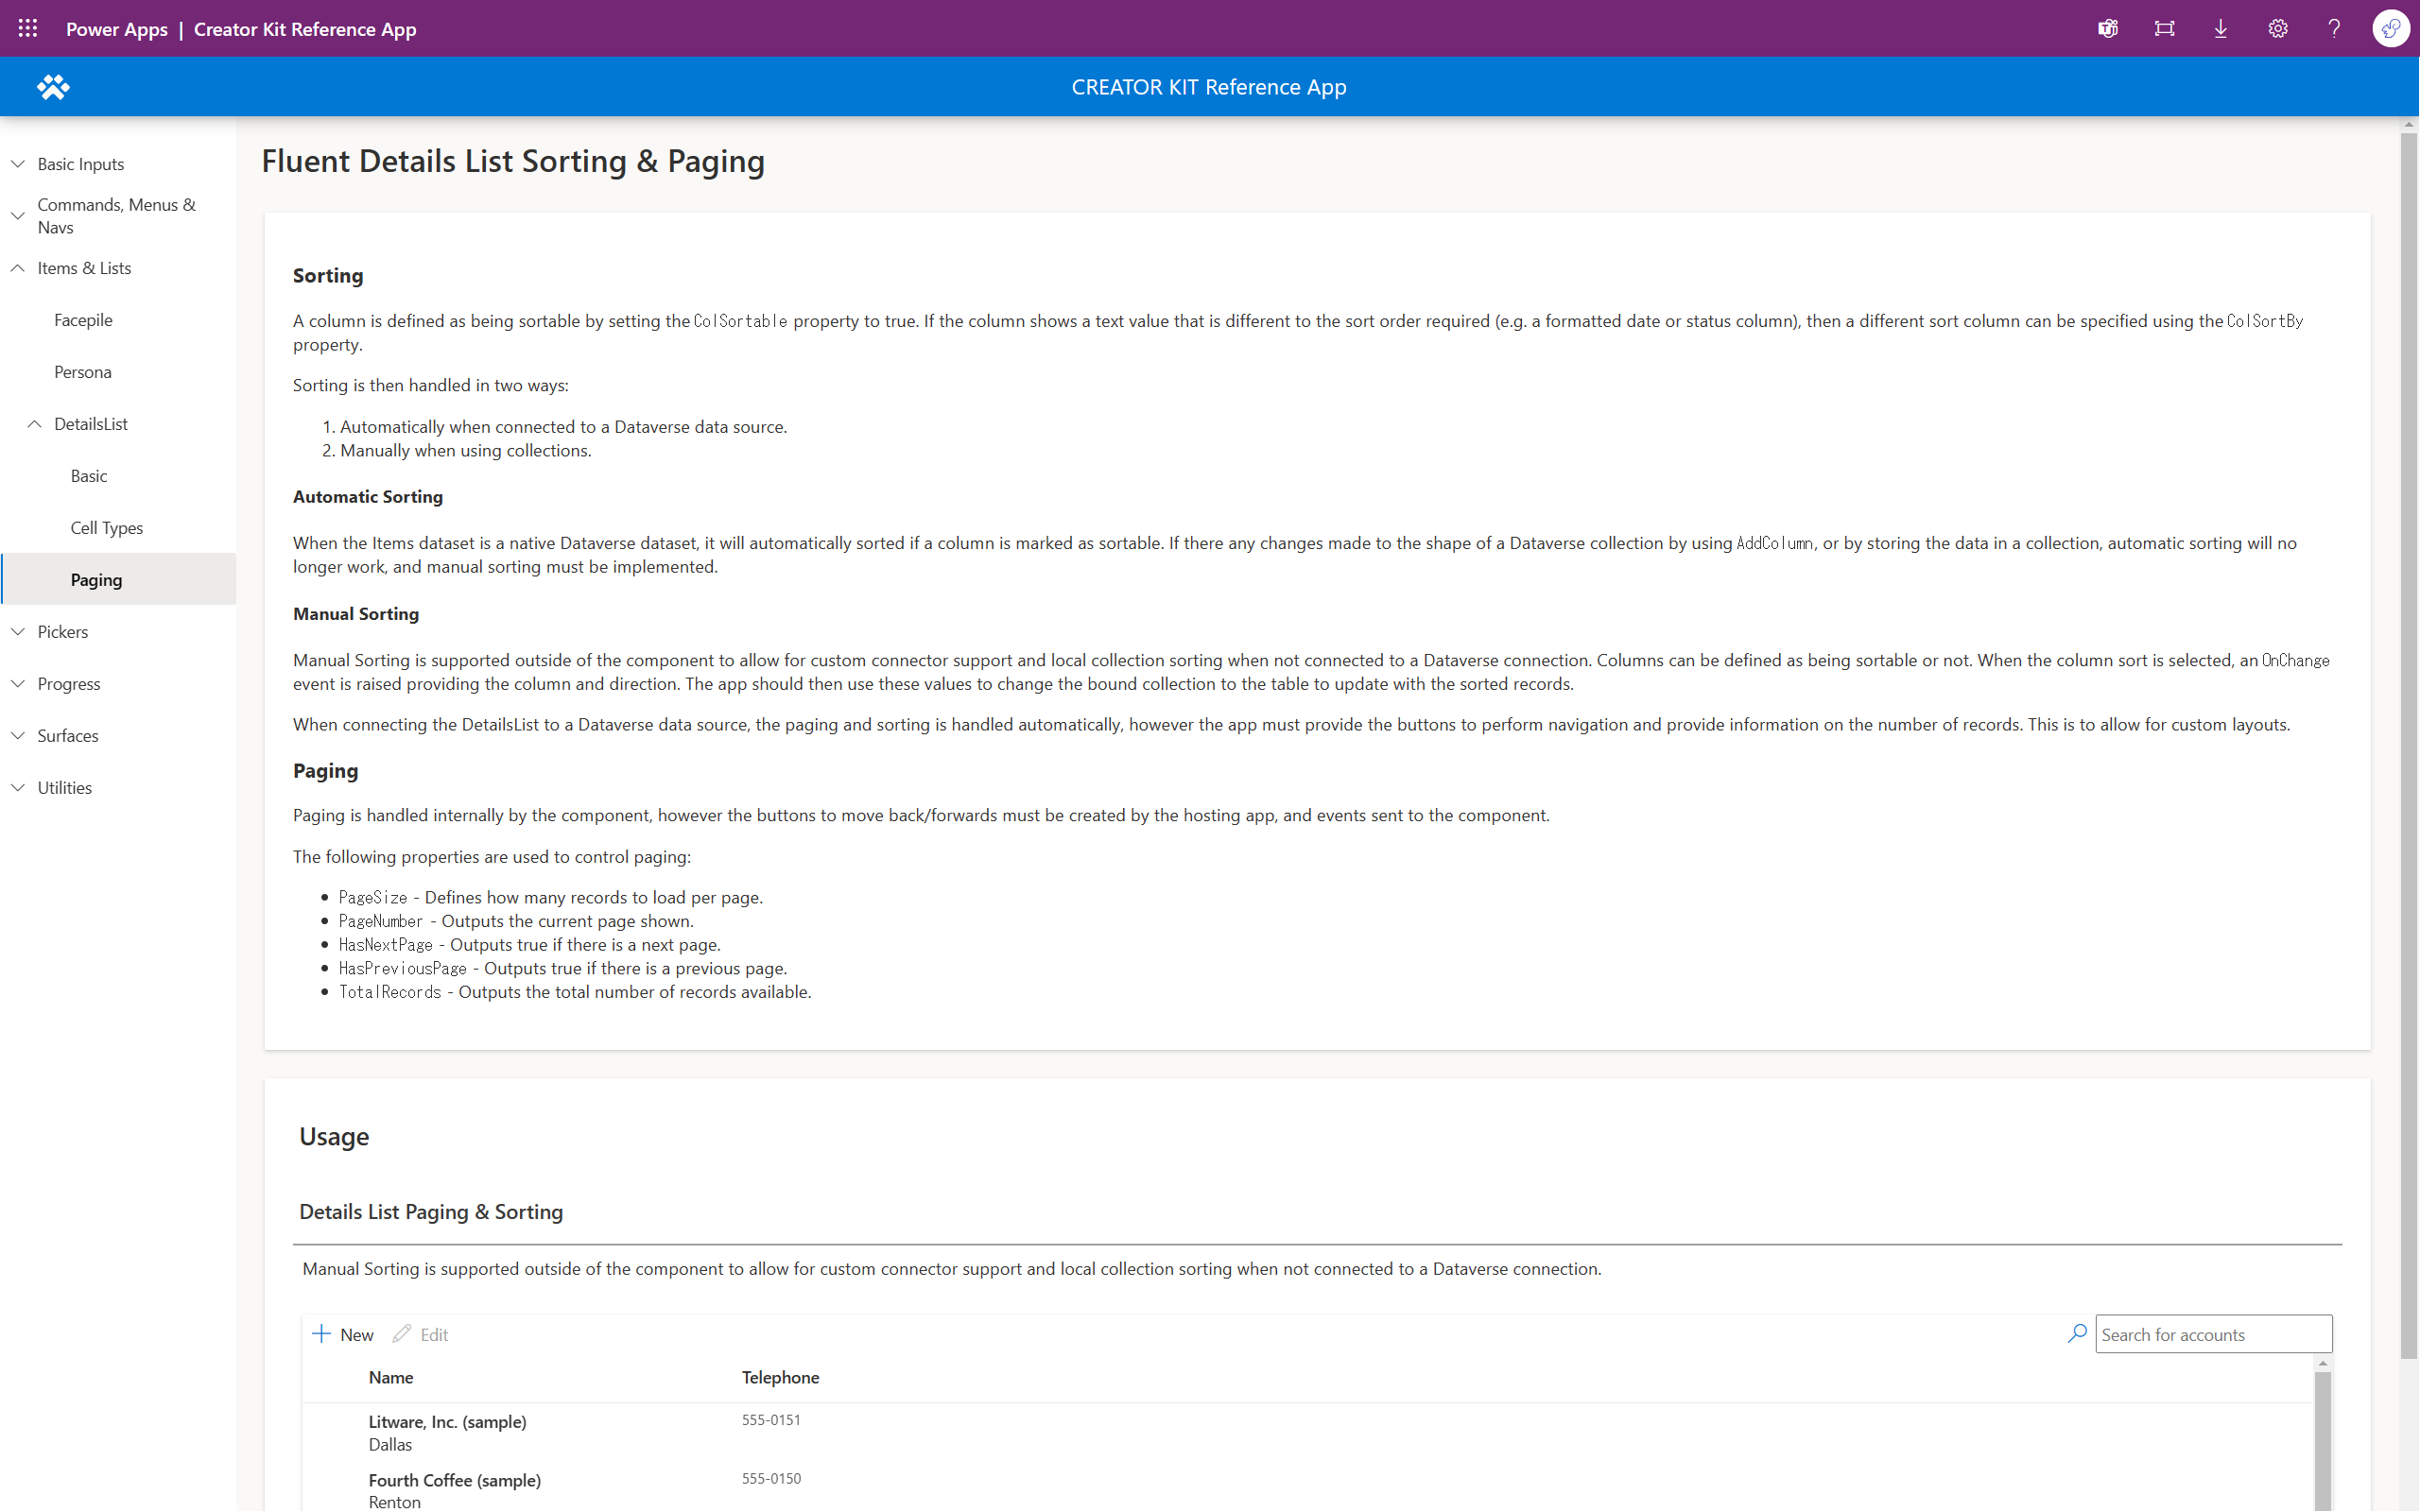 Power Apps | Creator Kit Reference App
CREATOR KIT Reference App
Basic Inputs
Commands, Menus &
Navs
Items & Lists
Facepile
Persona
DetailsList
Basic
Cell Types
Paging
Pickers
Progress
Surfaces
Utilities
Fluent Details List Sorting & Paging
Sorting
A column is defined as being sortable by setting the ColSortable property to true. If the column shows a text value that is different to the sort order required (e.g. a formatted date or status column), then a different sort column can be specified using the ColSortBy
property.
Sorting is then handled in two ways:
1. Automatically when connected to a Dataverse data source.
2. Manually when using collections.
Automatic Sorting
When the Items dataset is a native Dataverse dataset, it will automatically sorted if a column is marked as sortable. If there any changes made to the shape of a Dataverse collection by using AddColumn, or by storing the data in a collection, automatic sorting will no
longer work, and manual sorting must be implemented.
Manual Sorting
Manual Sorting is supported outside of the component to allow for custom connector support and local collection sorting when not connected to a Dataverse connection. Columns can be defined as being sortable or not. When the column sort is selected, an OnChange
event is raised providing the column and direction. The app should then use these values to change the bound collection to the table to update with the sorted records.
When connecting the DetailsList to a Dataverse data source, the paging and sorting is handled automatically, however the app must provide the buttons to perform navigation and provide information on the number of records. This is to allow for custom layouts.
Paging
Paging is handled internally by the component, however the buttons to move back/forwards must be created by the hosting app, and events sent to the component.
The following properties are used to control paging:
• PageSize - Defines how many records to load per page.
• PageNumber - Outputs the current page shown.
• HasNextPage - Outputs true if there is a next page.
• HasPreviousPage - Outputs true if there is a previous page.
• TotalRecords - Outputs the total number of records available.
Usage
Details List Paging & Sorting
Manual Sorting is supported outside of the component to allow for custom connector support and local collection sorting when not connected to a Dataverse connection.
New Edit Search for accounts
Name Telephone
Litware, Inc. (sample) 555-0151
Dallas
Fourth Coffee (sample) 555-0150
Renton